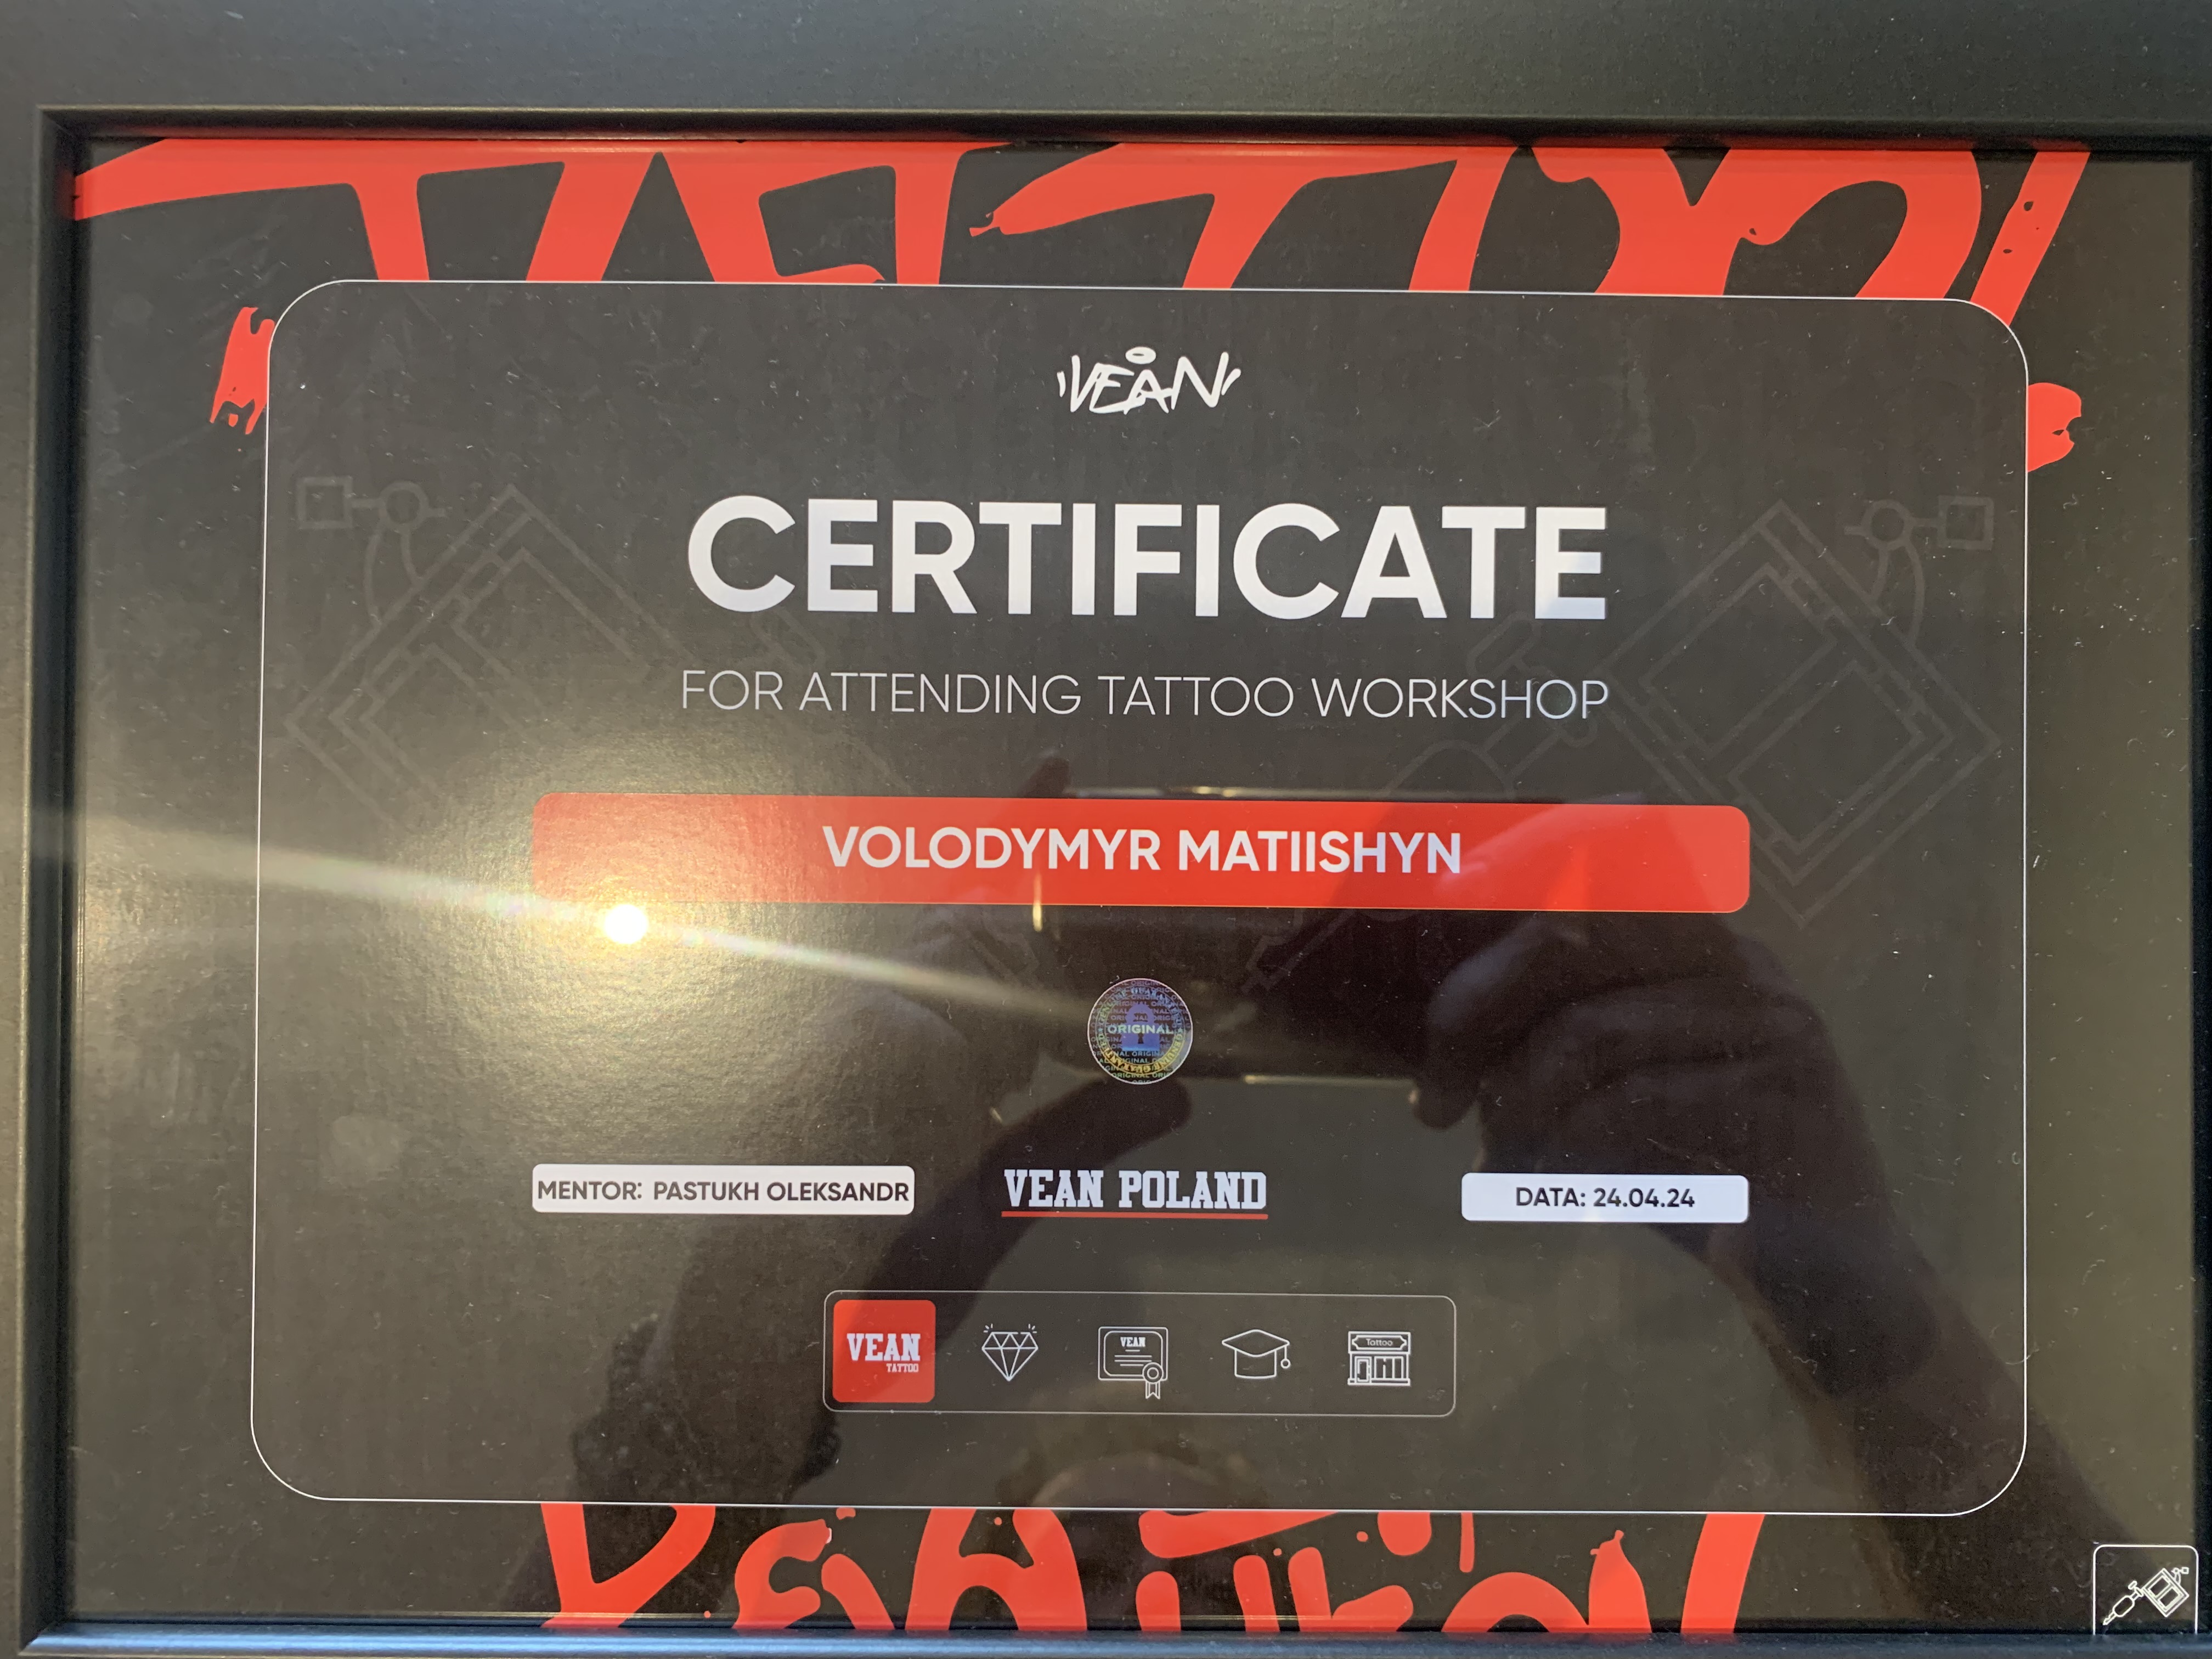 VEAN
CERTIFICATE
FOR ATTENDING TATTOO WORKSHOP
VOLODYMYR MATIISHYN
ORIGINAL
MENTOR: PASTUKH OLEKSANDR
VEAN POLAND
DATA: 24.04.24
VEAN
TATTOO
VEAN
Tattoo